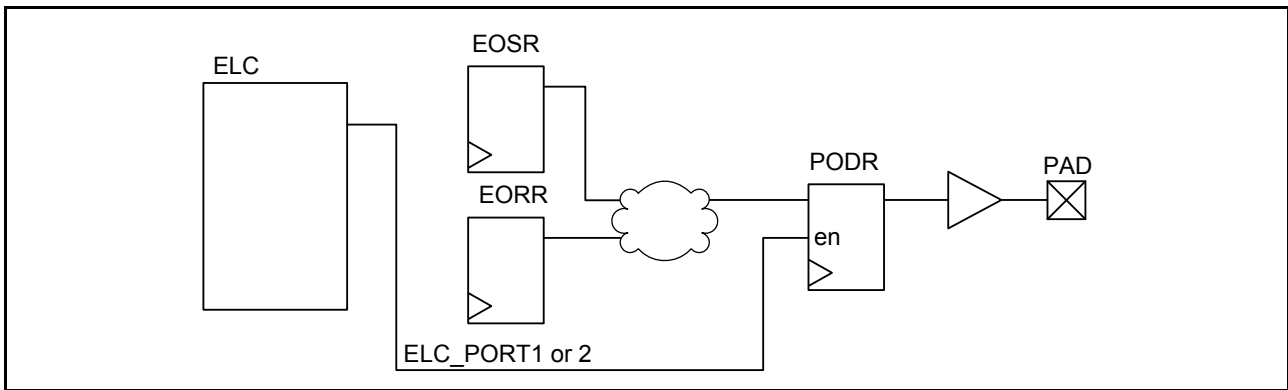 EOSR
ELC
PODR
PAD
EORR
en
ELC_PORT1 or 2